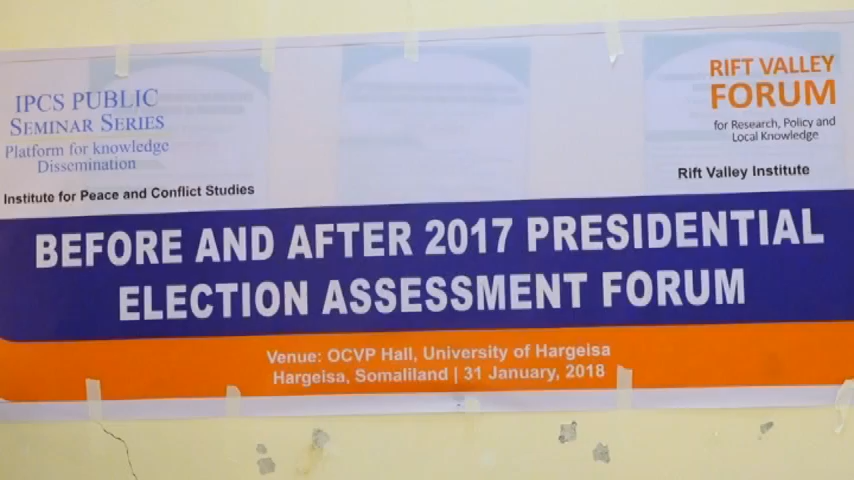 IPCS PUBLIC
SEMINAR SERIES
Platform for knowledge
Dissemination
Institute for Peace and Conflict Studies
RIFT VALLEY
FORUM
for Research, Policy and
Local Knowledge
Rift Valley Institute
BEFORE AND AFTER 2017 PRESIDENTIAL
ELECTION ASSESSMENT FORUM
Venue: OCVP Hall, University of Hargeisa
Hargeisa, Somaliland | 31 January, 2018